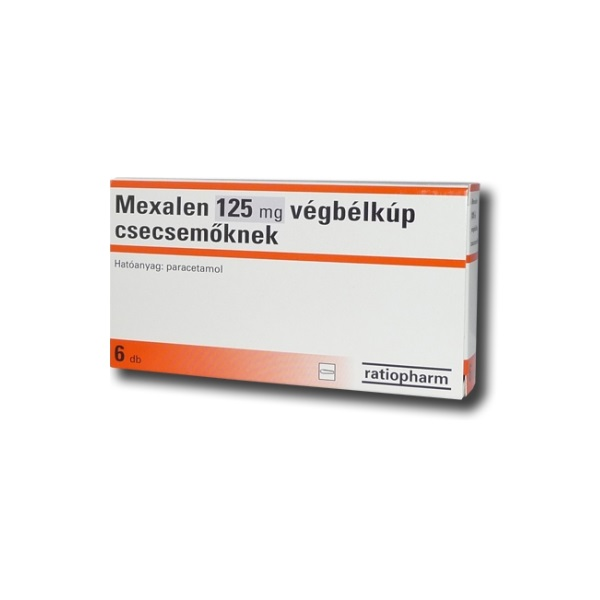 Mexalen 125 mg végbélkúp
csecsemőknek
Hatóanyag: paracetamol
6 db
ratiopharm